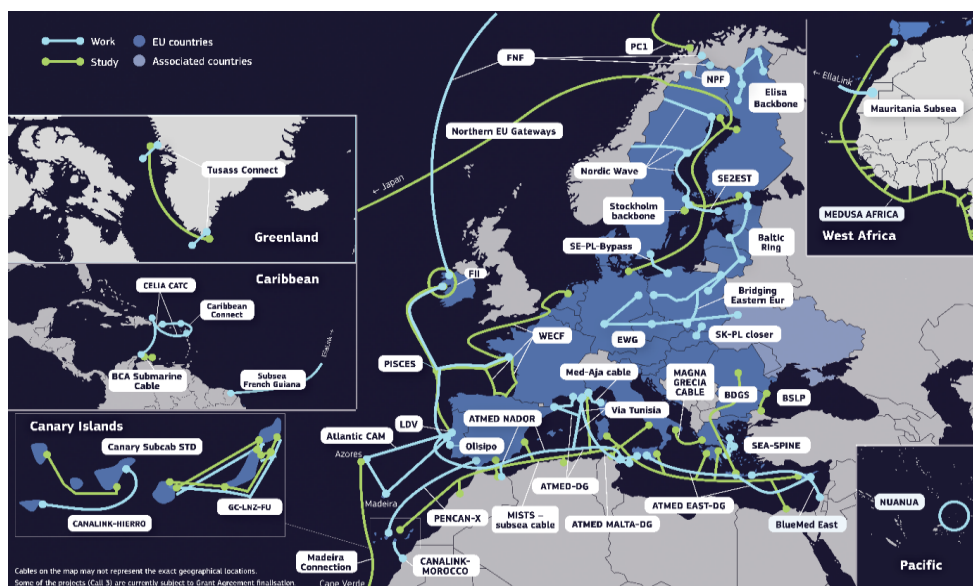 Work
Study
EU countries
Associated countries
FNF
PC1
NPF
Elisa
Backbone
Northern EU Gateways
← Japan
Nordic Wave
SE2EST
Stockholm
backbone
SE-PL-Bypass
Baltic
Ring
FII
Bridging
Eastern Eur
EWG
SK-PL closer
WECF
PISCES
Med-Aja cable
MAGNA
GRECIA
CABLE
BDGS
BSLP
Via Tunisia
ATMED NADOR
LDV
Atlantic CAM
Olisipo
Azores
SEA-SPINE
ATMED-DG
ATMED EAST-DG
Madeira
PENCAN-X
MISTS –
subsea cable
ATMED MALTA-DG
BlueMed East
Madeira
Connection
CANALINK-
MOROCCO
Cape Verde
Tusass Connect
Greenland
Caribbean
CELIA CATC
Caribbean
Connect
BCA Submarine
Cable
Subsea
French Guiana
EllaLink
Canary Islands
Canary Subcab STD
CANALINK-HIERRO
GC-LNZ-FU
← EllaLink
Mauritania Subsea
MEDUSA AFRICA
West Africa
NUANUA
Pacific
Cables on the map may not represent the exact geographical locations.
Some of the projects (Call 3) are currently subject to Grant Agreement finalisation.